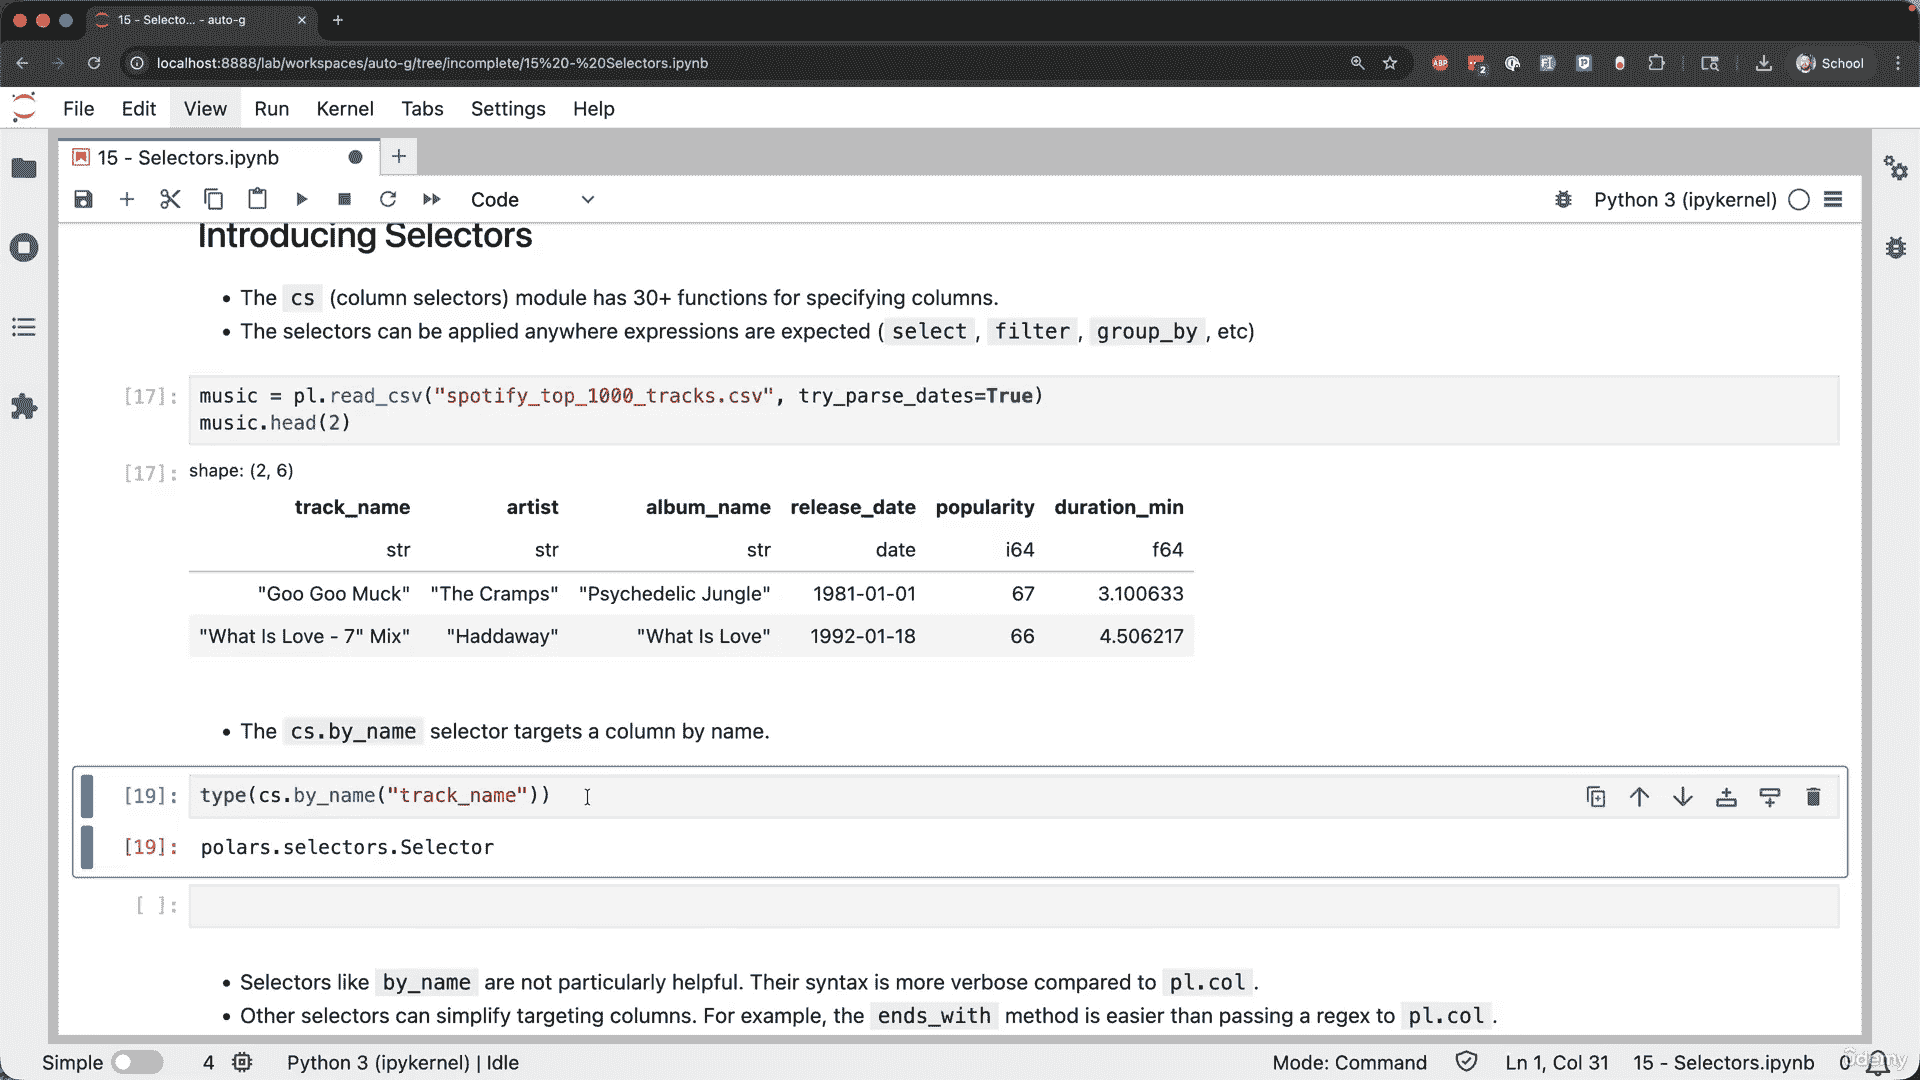 15 - Selecto... - auto-g
localhost:8888/lab/workspaces/auto-g/tree/incomplete/15%20-%20Selectors.ipynb
ABP
2
School
File Edit View Run Kernel Tabs Settings Help
15 - Selectors.ipynb
Code
Python 3 (ipykernel)
Introducing Selectors
• The cs (column selectors) module has 30+ functions for specifying columns.
• The selectors can be applied anywhere expressions are expected ( select , filter , group_by , etc)
[17]: music = pl.read_csv("spotify_top_1000_tracks.csv", try_parse_dates=True)
music.head(2)
[17]: shape: (2, 6)
track_name artist album_name release_date popularity duration_min
str str str date i64 f64
"Goo Goo Muck" "The Cramps" "Psychedelic Jungle" 1981-01-01 67 3.100633
"What Is Love - 7" Mix" "Haddaway" "What Is Love" 1992-01-18 66 4.506217
• The cs.by_name selector targets a column by name.
[19]: type(cs.by_name("track_name"))
[19]: polars.selectors.Selector
[ ]:
• Selectors like by_name are not particularly helpful. Their syntax is more verbose compared to pl.col .
• Other selectors can simplify targeting columns. For example, the ends_with method is easier than passing a regex to pl.col .
Simple 4 Python 3 (ipykernel) | Idle Mode: Command Ln 1, Col 31 15 - Selectors.ipynb 0
udemy